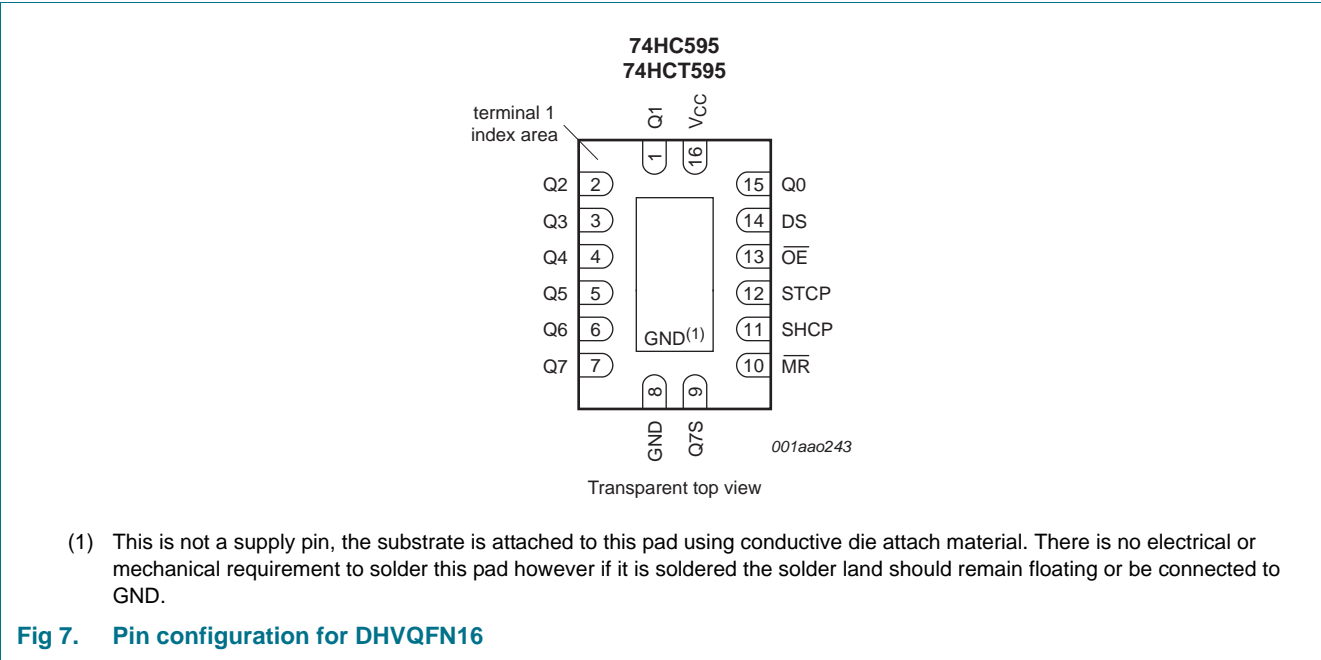 74HC595
74HCT595
terminal 1
index area
Q1
VCC
1
16
Q2 2
15 Q0
Q3 3
14 DS
Q4 4
13 OE
Q5 5
12 STCP
Q6 6
11 SHCP
GND(1)
Q7 7
10 MR
8
9
GND
Q7S
001aao243
Transparent top view
(1) This is not a supply pin, the substrate is attached to this pad using conductive die attach material. There is no electrical or
mechanical requirement to solder this pad however if it is soldered the solder land should remain floating or be connected to
GND.
Fig 7. Pin configuration for DHVQFN16